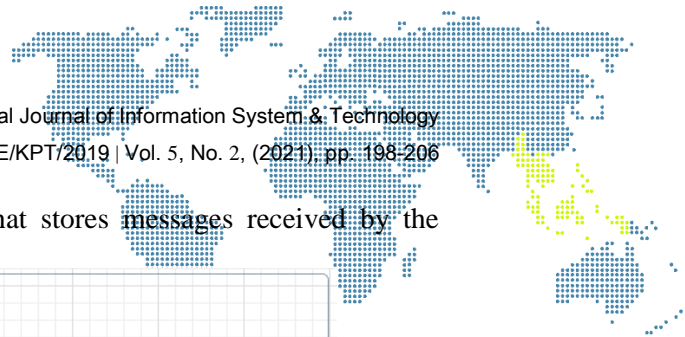 al Journal of Information System & Technology
E/KPT/2019 | Vol. 5, No. 2, (2021), pp. 198-206
hat stores messages received by the